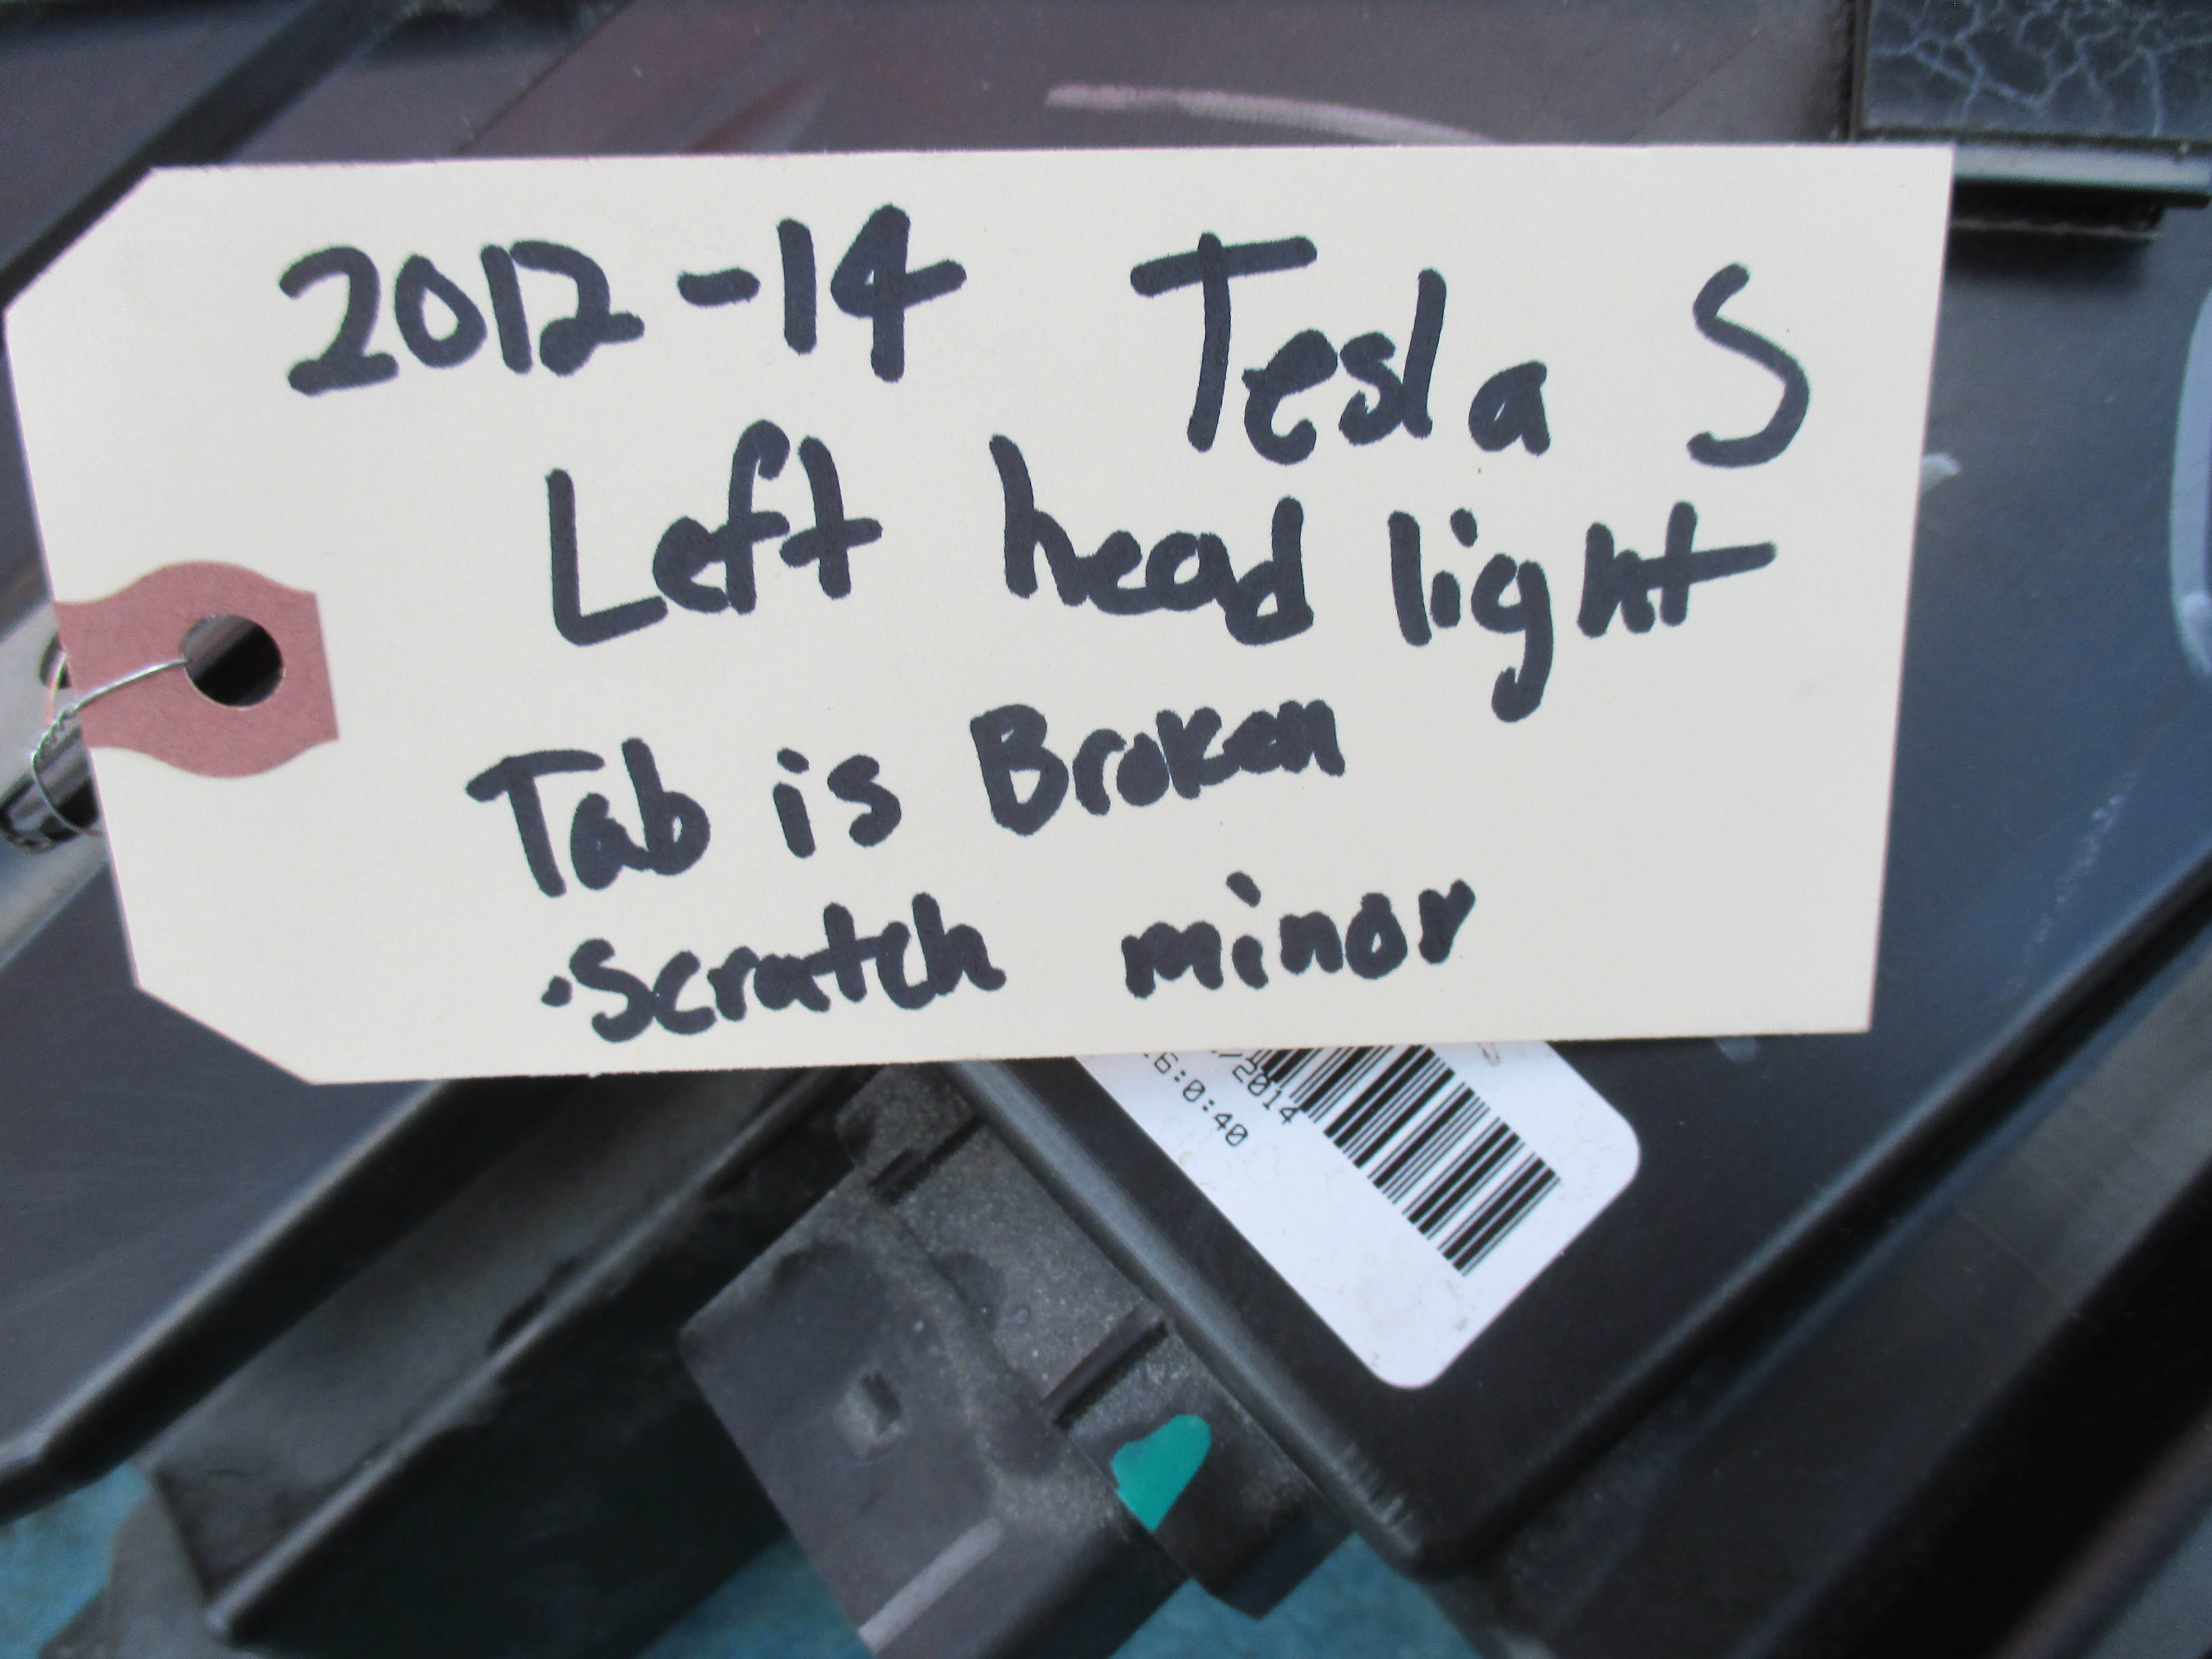 2012-14 Tesla S
Left head light
Tab is Broken
•Scratch minor
/2014
6:0:40